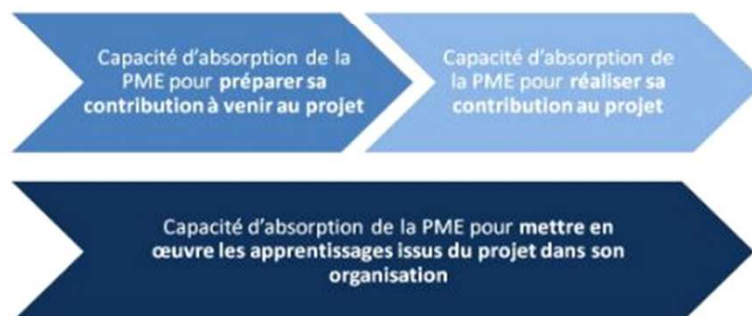 Capacité d'absorption de la
PME pour préparer sa
contribution à venir au projet
Capacité d'absorption de
la PME pour réaliser sa
contribution au projet
Capacité d'absorption de la PME pour mettre en
œuvre les apprentissages issus du projet dans son
organisation